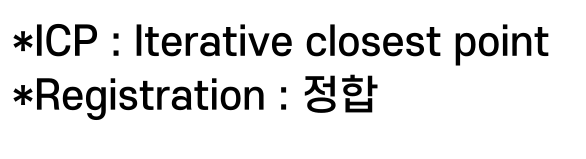 *ICP : Iterative closest point
*Registration : 정합